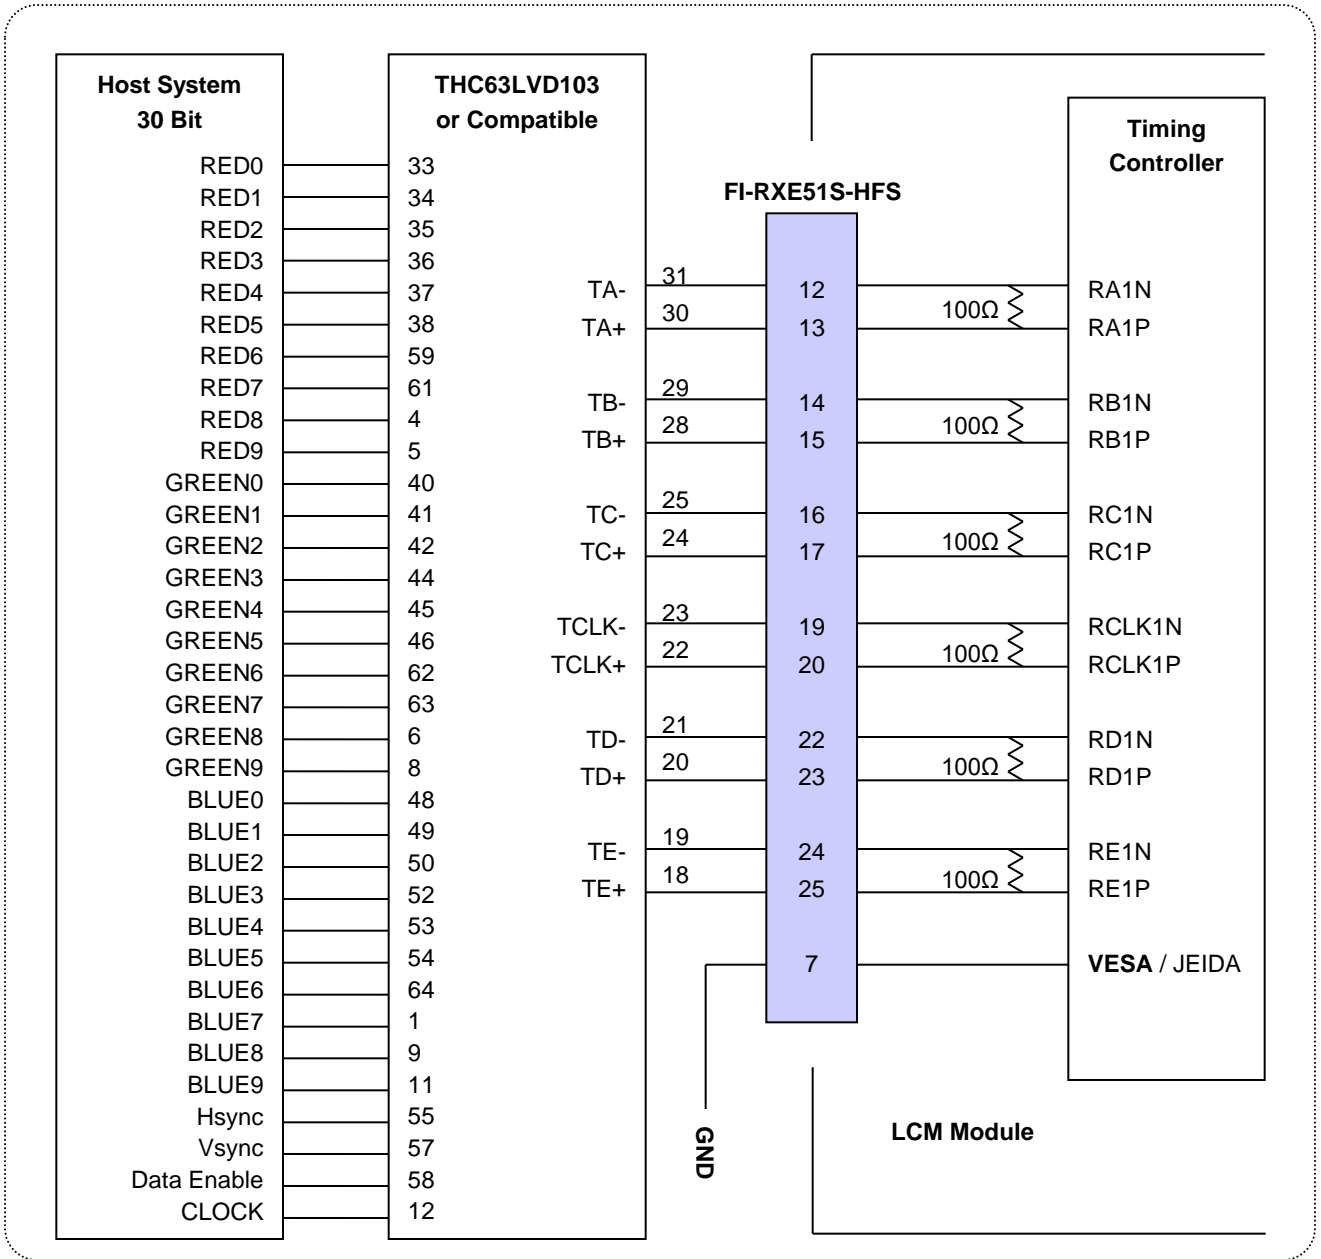 Host System
30 Bit
RED0
RED1
RED2
RED3
RED4
RED5
RED6
RED7
RED8
RED9
GREEN0
GREEN1
GREEN2
GREEN3
GREEN4
GREEN5
GREEN6
GREEN7
GREEN8
GREEN9
BLUE0
BLUE1
BLUE2
BLUE3
BLUE4
BLUE5
BLUE6
BLUE7
BLUE8
BLUE9
Hsync
Vsync
Data Enable
CLOCK
THC63LVD103
or Compatible
33
34
35
36
37
38
59
61
4
5
40
41
42
44
45
46
62
63
6
8
48
49
50
52
53
54
64
1
9
11
55
57
58
12
TA-
TA+
TB-
TB+
TC-
TC+
TCLK-
TCLK+
TD-
TD+
TE-
TE+
31
30
29
28
25
24
23
22
21
20
19
18
GND
FI-RXE51S-HFS
12
13
14
15
16
17
19
20
22
23
24
25
7
100Ω
100Ω
100Ω
100Ω
100Ω
100Ω
Timing
Controller
RA1N
RA1P
RB1N
RB1P
RC1N
RC1P
RCLK1N
RCLK1P
RD1N
RD1P
RE1N
RE1P
VESA / JEIDA
LCM Module